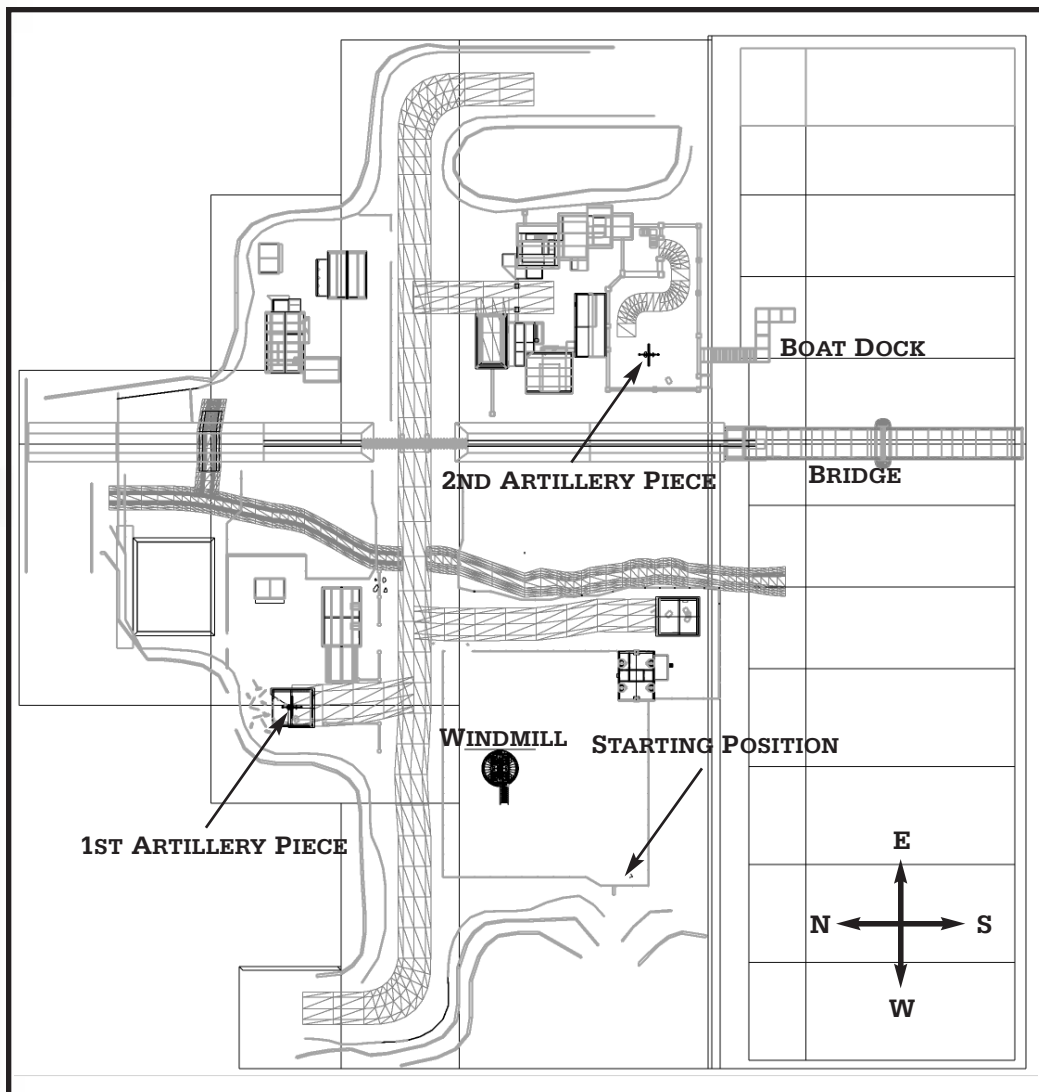 BOAT DOCK
2ND ARTILLERY PIECE
BRIDGE
WINDMILL
STARTING POSITION
1ST ARTILLERY PIECE
E
N
S
W